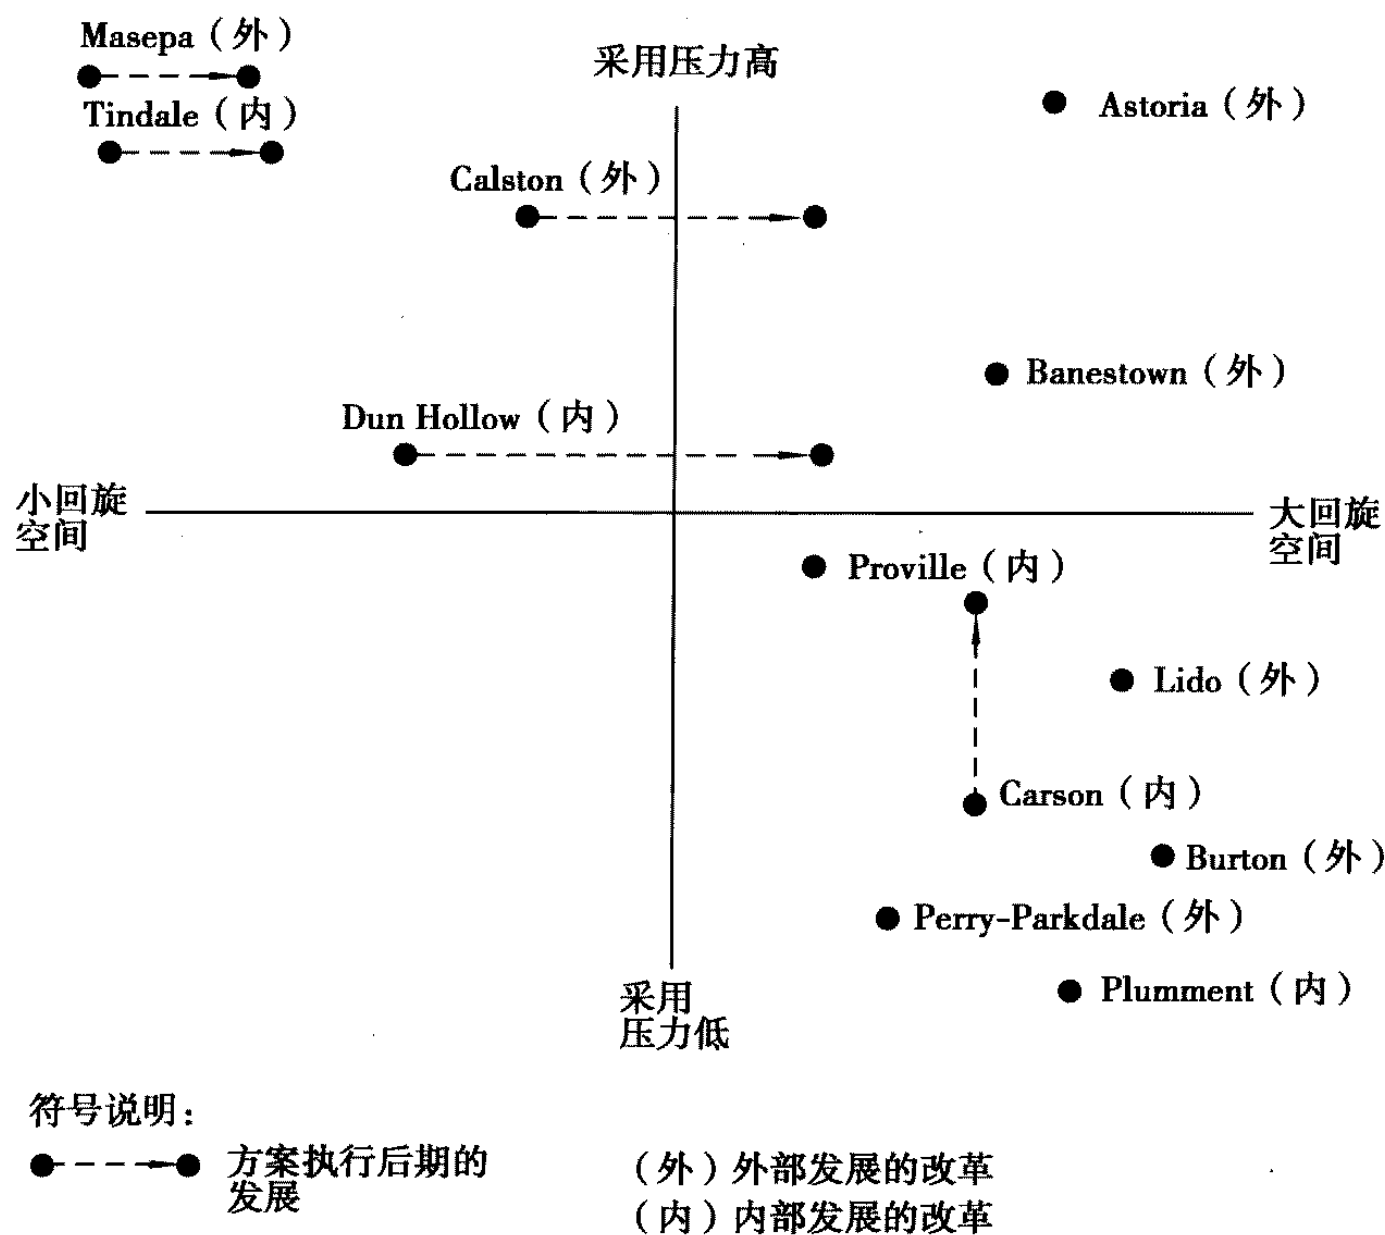 Masepa（外）
采用压力高
Astoria（外）
Tindale（内）
Calston（外）
Banestown（外）
Dun Hollow（内）
小回旋
空间
大回旋
空间
Proville（内）
Lido（外）
Carson（内）
Burton（外）
Perry-Parkdale（外）
Plumment（内）
采用
压力低
符号说明：
方案执行后期的
发展
（外）外部发展的改革
（内）内部发展的改革